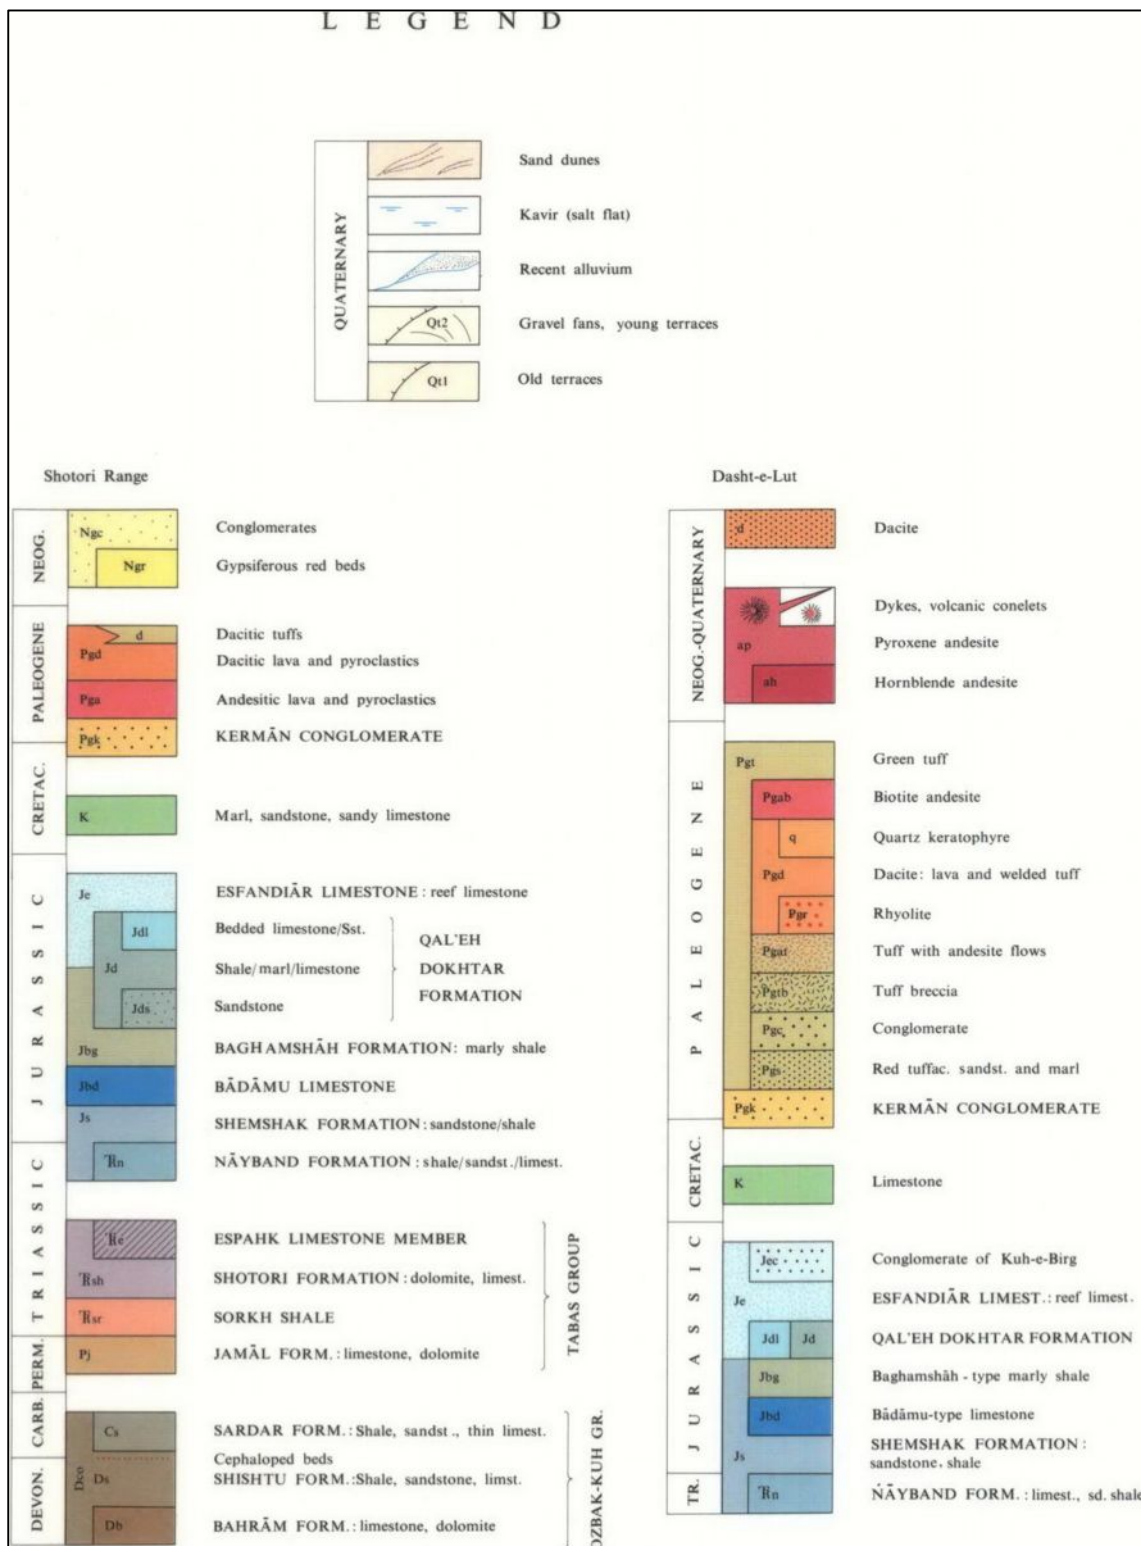 LEGEND
QUATERNARY
Sand dunes
Kavir (salt flat)
Recent alluvium
Qt2 Gravel fans, young terraces
Qt1 Old terraces
Shotori Range
NEOG.
Ngc Conglomerates
Ngr Gypsiferous red beds
PALEOGENE
d Dacitic tuffs
Pgd Dacitic lava and pyroclastics
Pga Andesitic lava and pyroclastics
Pgk KERMĀN CONGLOMERATE
CRETAC.
K Marl, sandstone, sandy limestone
JURASSIC
Je ESFANDIĀR LIMESTONE : reef limestone
Jdl Bedded limestone/Sst.
Jd Shale/marl/limestone
Jds Sandstone
QAL'EH
DOKHTAR
FORMATION
Jbg BAGHAMSHĀH FORMATION: marly shale
Jbd BĀDĀMU LIMESTONE
Js SHEMSHAK FORMATION : sandstone/shale
TRIASSIC
Ꞧn NĀYBAND FORMATION : shale/sandst./limest.
Ꞧe ESPAHK LIMESTONE MEMBER
Ꞧsh SHOTORI FORMATION : dolomite, limest.
Ꞧsr SORKH SHALE
PERM.
Pj JAMĀL FORM. : limestone, dolomite
TABAS GROUP
CARB.
Cs SARDAR FORM. : Shale, sandst., thin limest.
Cephaloped beds
DEVON.
Dco
Ds SHISHTU FORM. :Shale, sandstone, limst.
Db BAHRĀM FORM. : limestone, dolomite
OZBAK-KUH GR.
Dasht-e-Lut
NEOG.-QUATERNARY
d Dacite
Dykes, volcanic conelets
ap Pyroxene andesite
ah Hornblende andesite
PALEOGENE
Pgt Green tuff
Pgab Biotite andesite
q Quartz keratophyre
Pgd Dacite: lava and welded tuff
Pgr Rhyolite
Pgat Tuff with andesite flows
Pgtb Tuff breccia
Pgc Conglomerate
Pgs Red tuffac. sandst. and marl
Pgk KERMĀN CONGLOMERATE
CRETAC.
K Limestone
JURASSIC
Jec Conglomerate of Kuh-e-Birg
Je ESFANDIĀR LIMEST. : reef limest.
Jdl Jd QAL'EH DOKHTAR FORMATION
Jbg Baghamshāh - type marly shale
Jbd Bādāmu-type limestone
Js SHEMSHAK FORMATION :
sandstone, shale
TR.
Ꞧn NĀYBAND FORM. : limest., sd. shale